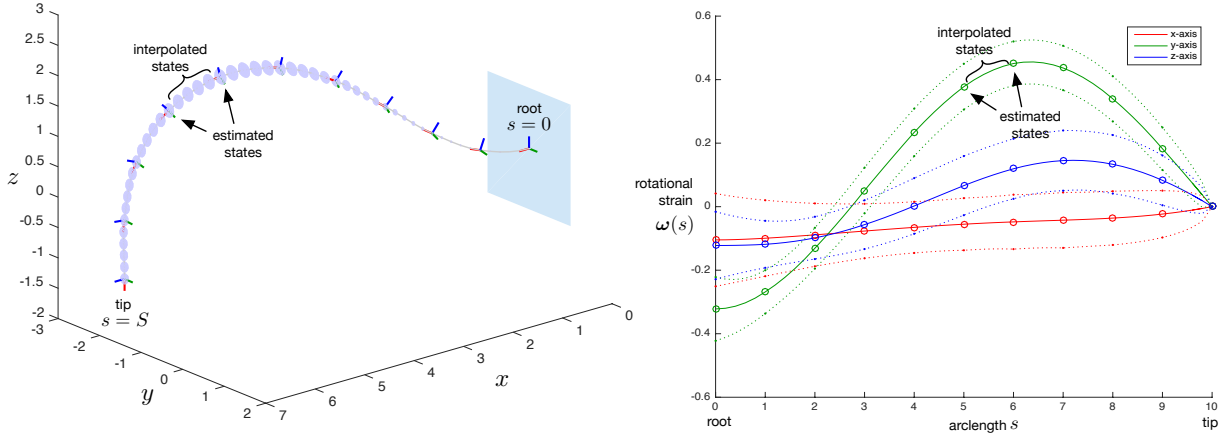 3
2.5
2
1.5
1
0.5
0
-0.5
-1
-1.5
-2
z
-3
-2
-1
0
1
2
y
7
6
5
4
3
2
1
0
x
interpolated
states
estimated
states
root
s = 0
tip
s = S
0.6
0.4
0.2
0
-0.2
-0.4
-0.6
rotational
strain
ω(s)
interpolated
states
estimated
states
x-axis
y-axis
z-axis
0
1
2
3
4
5
6
7
8
9
10
root
arclength s
tip